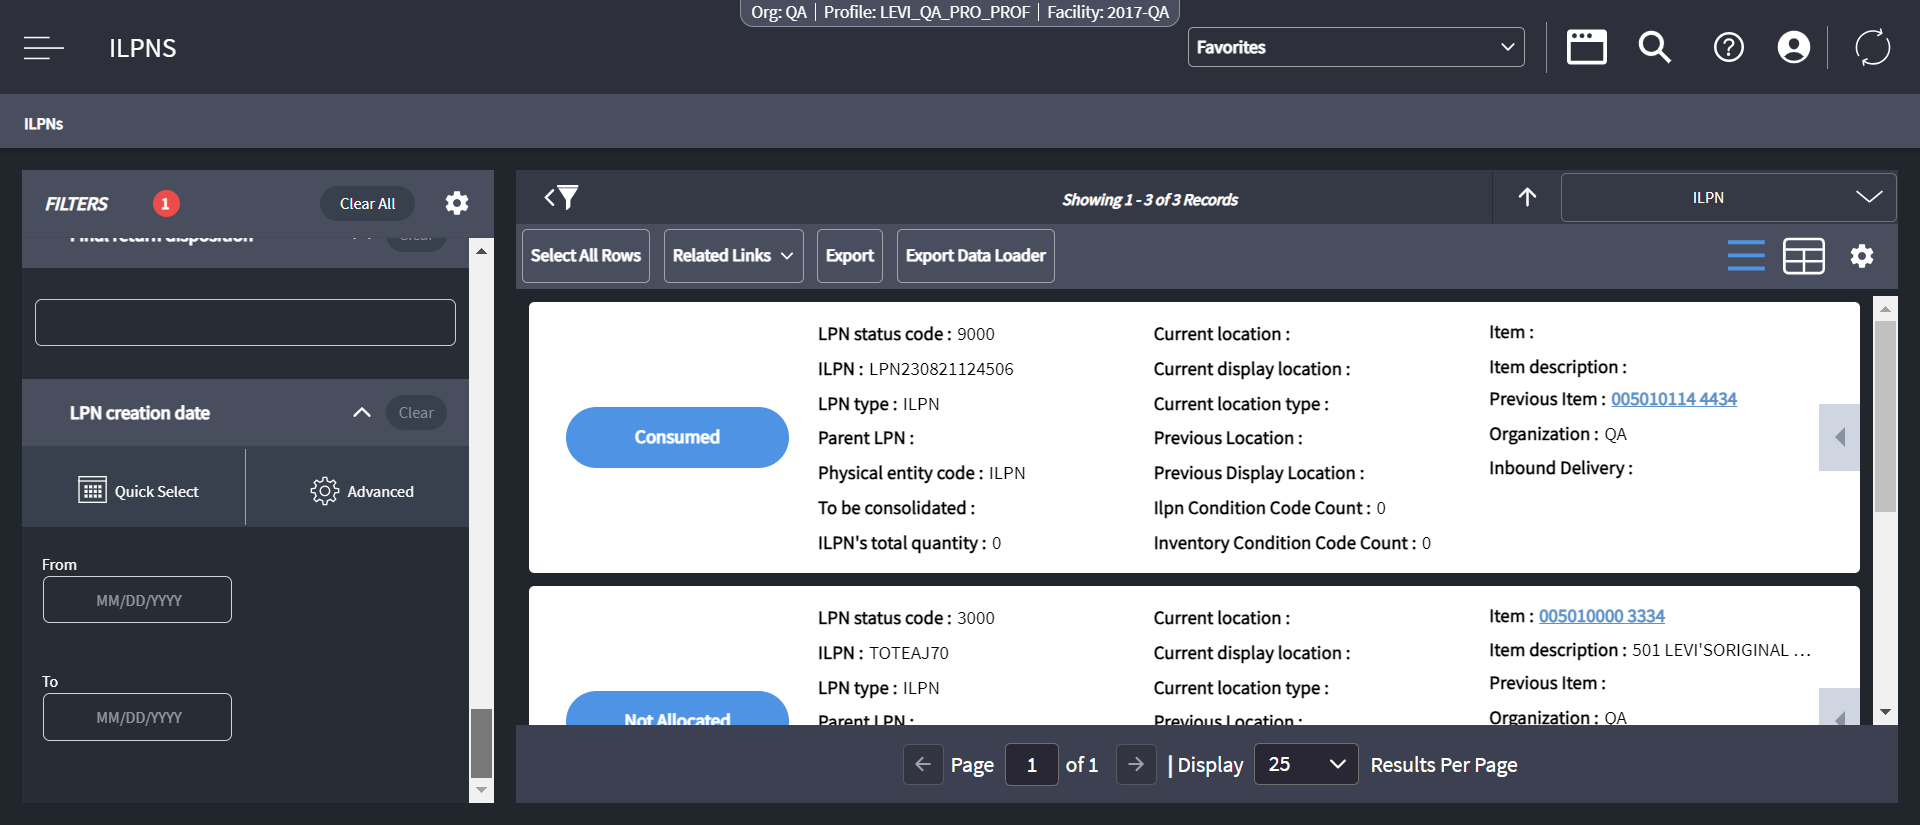 Org: QA | Profile: LEVI_QA_PRO_PROF | Facility: 2017-QA
ILPNS
Favorites
ILPNs
FILTERS 1 Clear All
Final return disposition Clear
LPN creation date Clear
Quick Select Advanced
From
MM/DD/YYYY
To
MM/DD/YYYY
Showing 1 - 3 of 3 Records
ILPN
Select All Rows Related Links Export Export Data Loader
Consumed
LPN status code : 9000
ILPN : LPN230821124506
LPN type : ILPN
Parent LPN :
Physical entity code : ILPN
To be consolidated :
ILPN's total quantity : 0
Current location :
Current display location :
Current location type :
Previous Location :
Previous Display Location :
Ilpn Condition Code Count : 0
Inventory Condition Code Count : 0
Item :
Item description :
Previous Item : 005010114 4434
Organization : QA
Inbound Delivery :
Not Allocated
LPN status code : 3000
ILPN : TOTEAJ70
LPN type : ILPN
Parent LPN :
Current location :
Current display location :
Current location type :
Previous Location :
Item : 005010000 3334
Item description : 501 LEVI'SORIGINAL ...
Previous Item :
Organization : QA
Page 1 of 1 | Display 25 Results Per Page